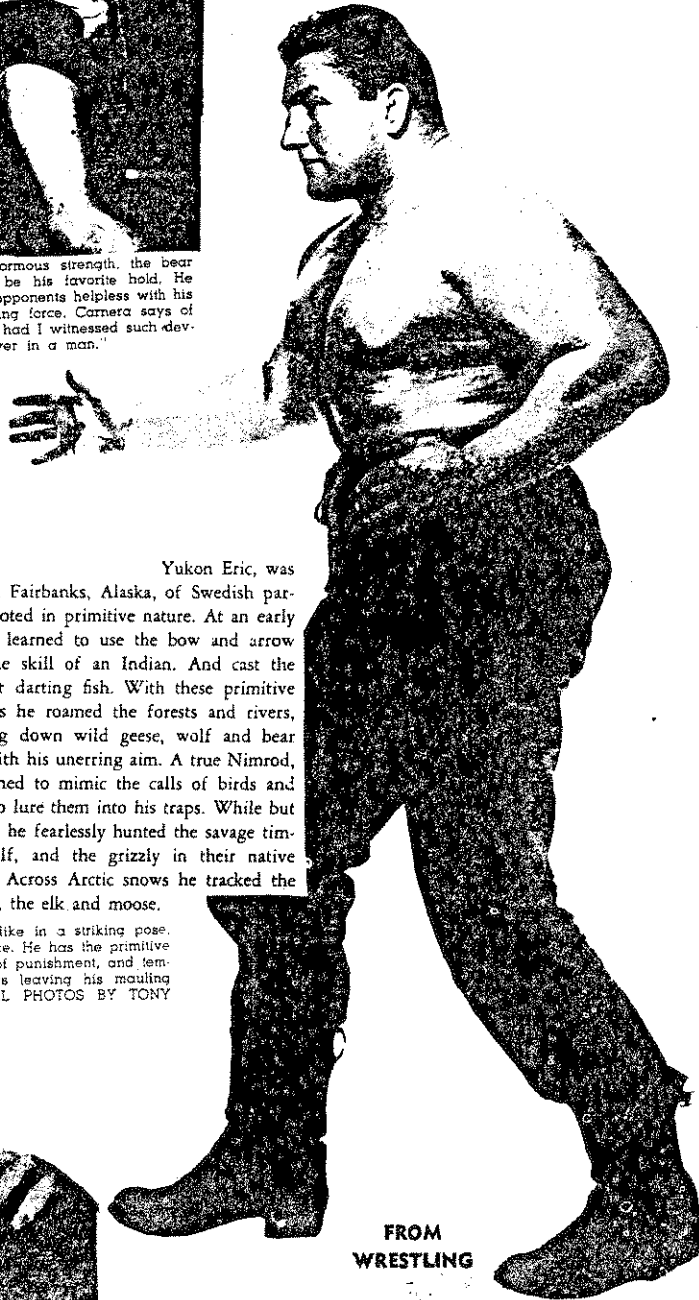 ormous strength, the bear
be his favorite hold. He
opponents helpless with his
ng force. Carnera says of
had I witnessed such dev-
er in a man."
Yukon Eric, was
Fairbanks, Alaska, of Swedish par-
oted in primitive nature. At an early
learned to use the bow and arrow
e skill of an Indian. And cast the
t darting fish. With these primitive
s he roamed the forests and rivers,
g down wild geese, wolf and bear
ith his unerring aim. A true Nimrod,
ned to mimic the calls of birds and
o lure them into his traps. While but
he fearlessly hunted the savage tim-
lf, and the grizzly in their native
Across Arctic snows he tracked the
, the elk and moose.
like in a striking pose.
ce. He has the primitive
of punishment, and tem-
s leaving his mauling
L PHOTOS BY TONY
FROM
WRESTLING